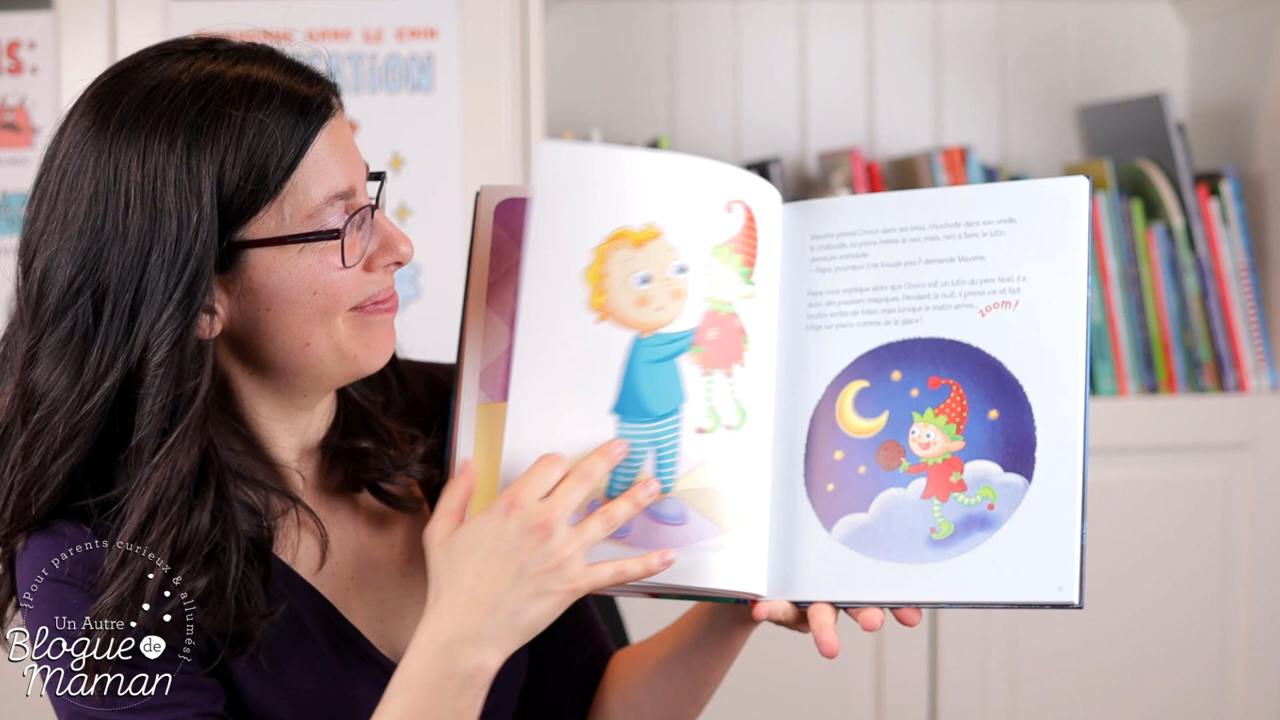 S:
DANS LE COIN
Maxime prend Choco dans ses bras, chuchote dans son oreille,
le chatouille, lui pince même le nez, mais, rien à faire, le lutin
demeure immobile.
– Papa, pourquoi il ne bouge pas ? demande Maxime.
Papa nous explique alors que Choco est un lutin du père Noël, il a
donc des pouvoirs magiques. Pendant la nuit, il prend vie et fait
toutes sortes de folies, mais lorsque le matin arrive... zoom!
il fige sur place, comme de la glace !
{Pour parents curieux & allumés}
Un Autre
Blogue de
Maman